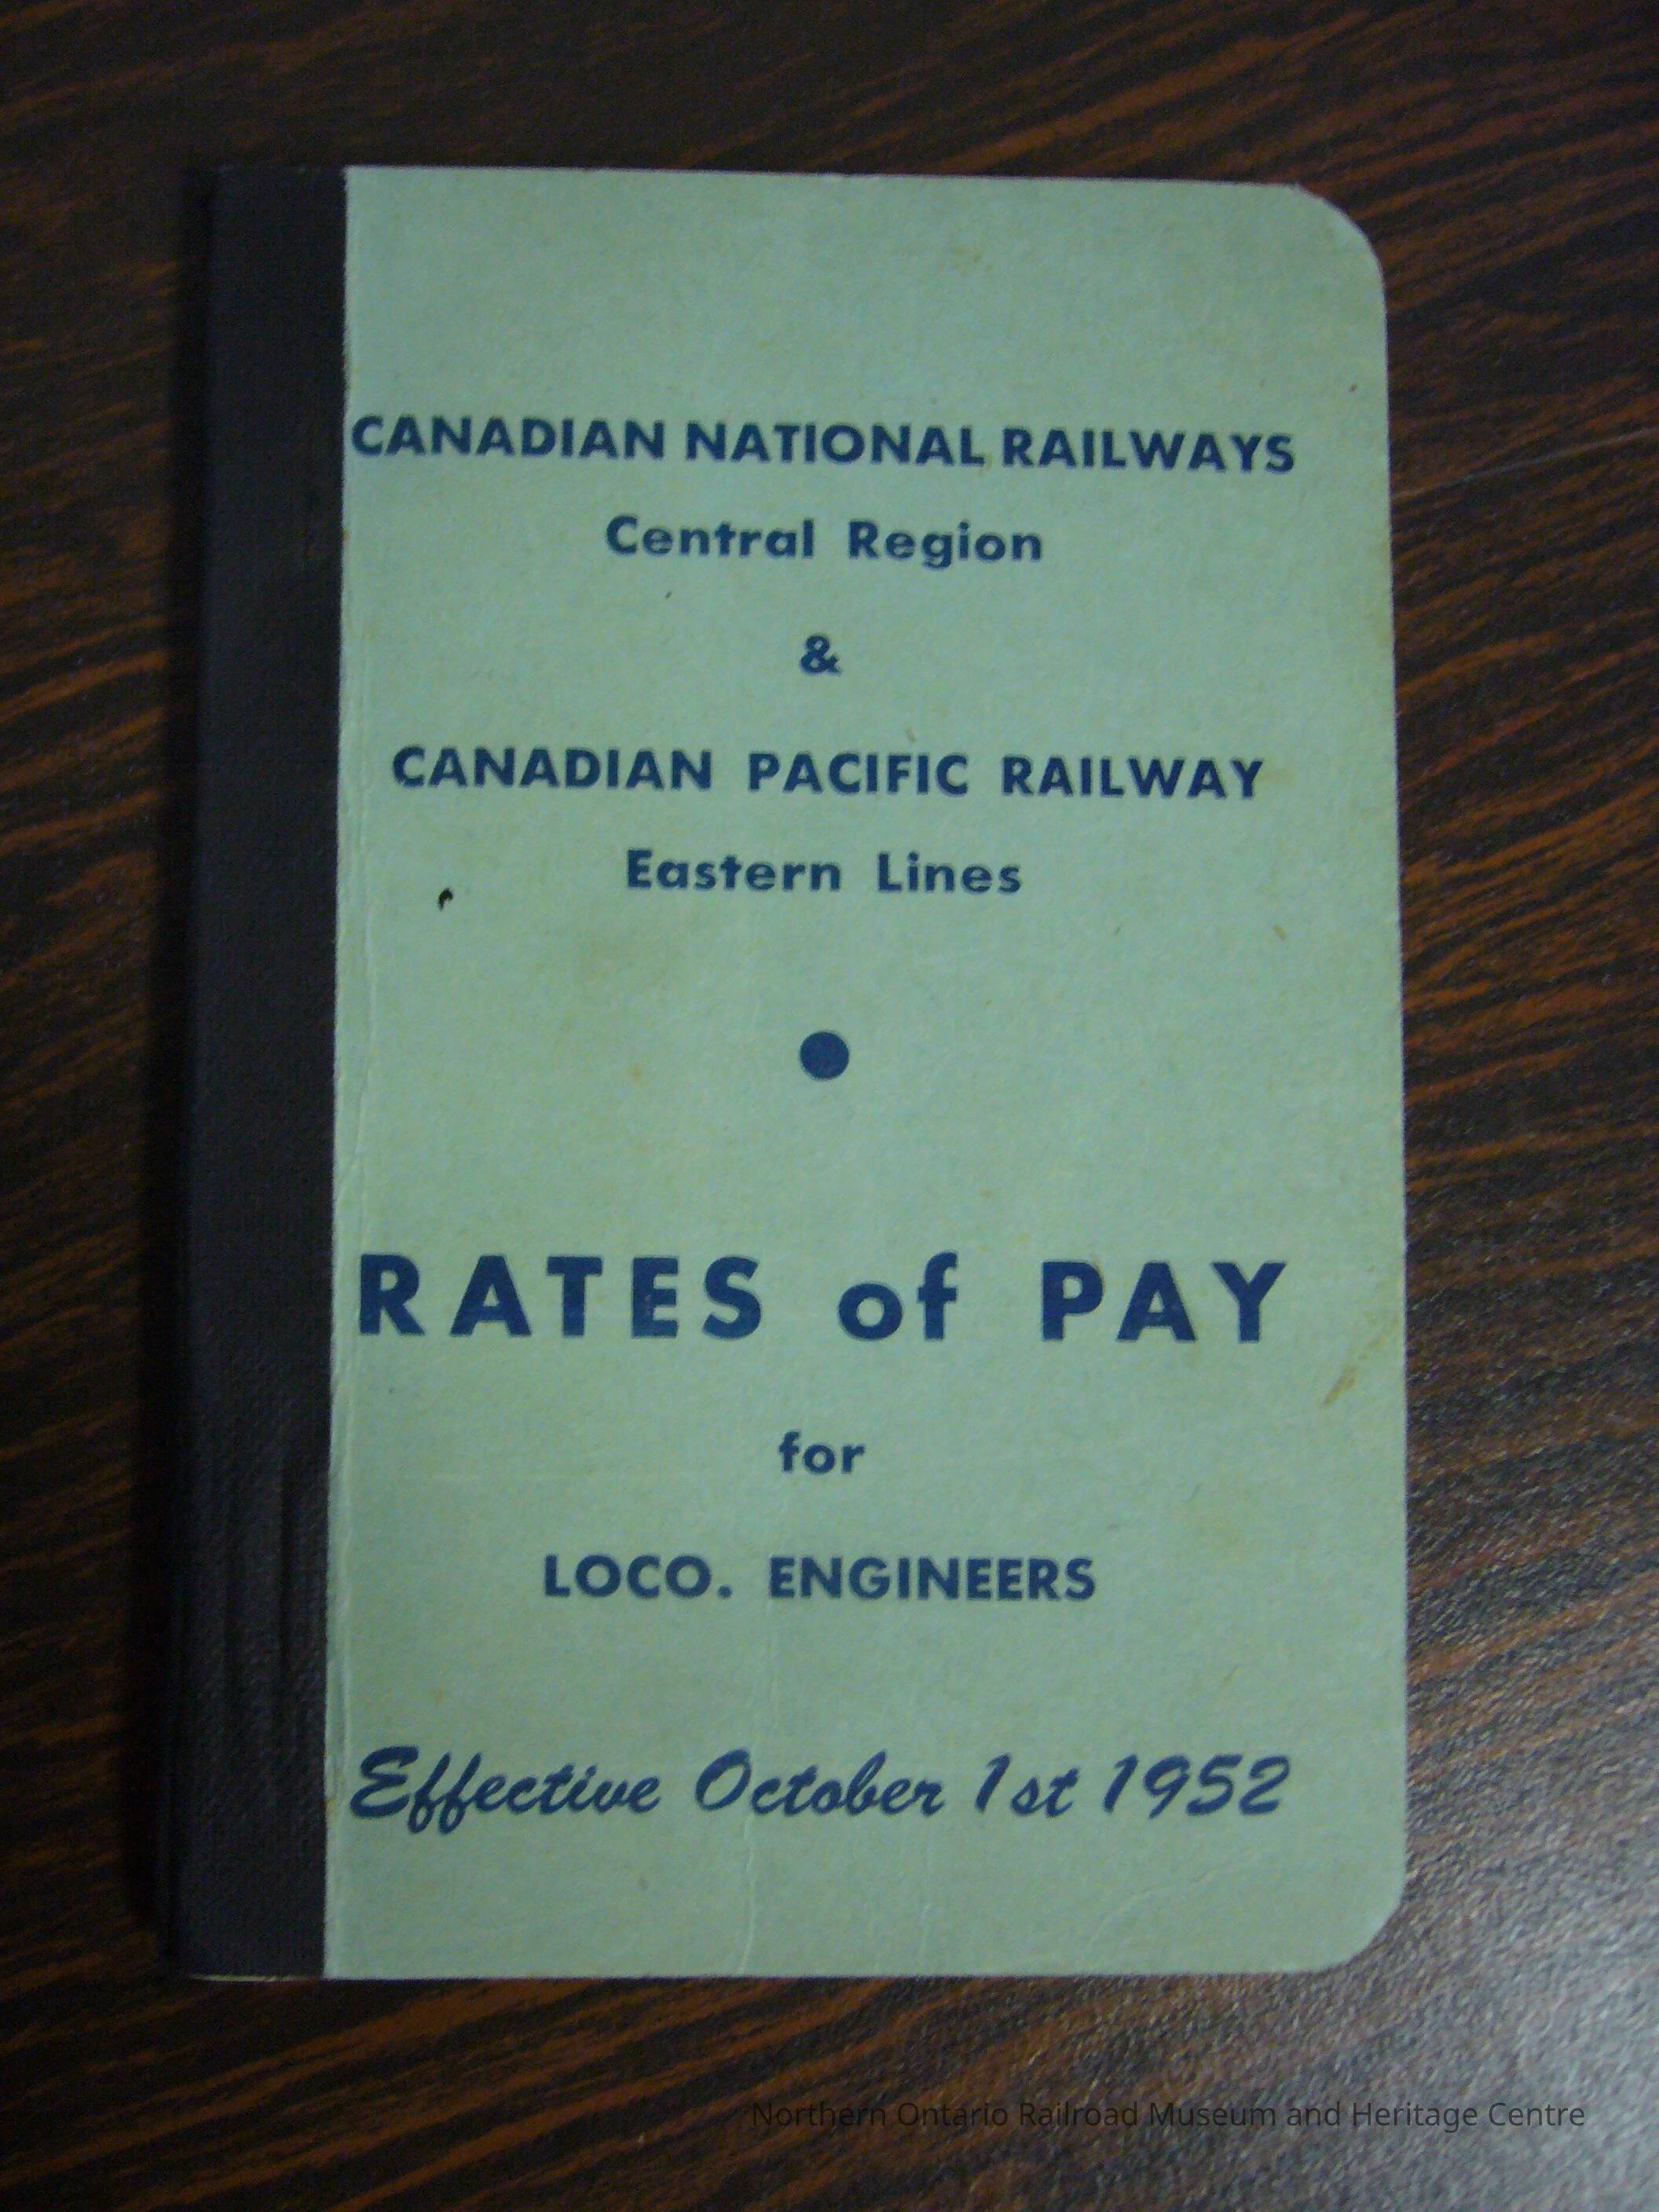 CANADIAN NATIONAL RAILWAYS
Central Region
&
CANADIAN PACIFIC RAILWAY
Eastern Lines
RATES of PAY
for
LOCO. ENGINEERS
Effective October 1st 1952
Northern Ontario Railroad Museum and Heritage Centre